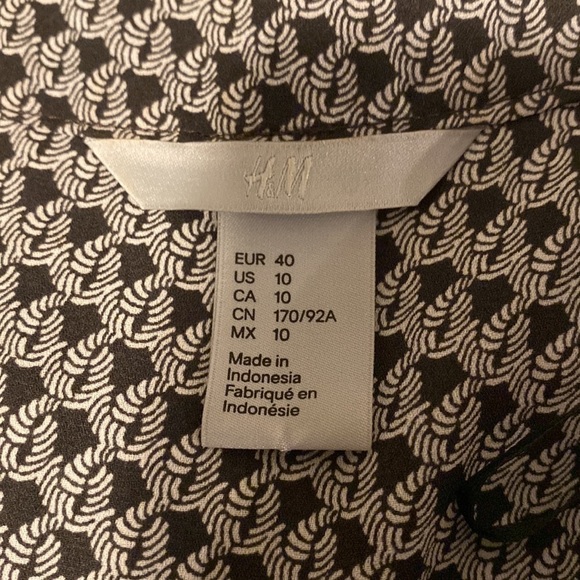 H&M
EUR 40
US 10
CA 10
CN 170/92A
MX 10
Made in
Indonesia
Fabriqué en
Indonésie